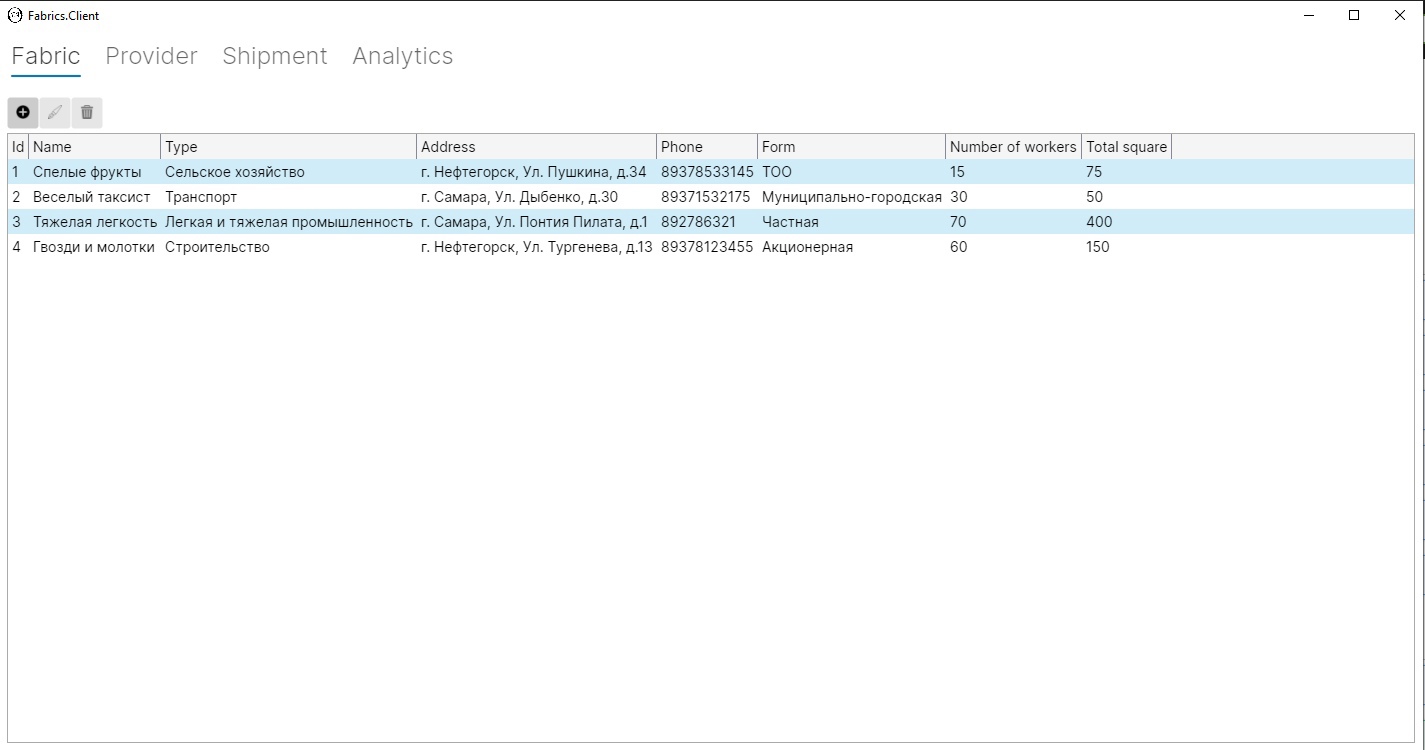 Fabrics.Client
Fabric Provider Shipment Analytics
Id Name Type Address Phone Form Number of workers Total square
1 Спелые фрукты Сельское хозяйство г. Нефтегорск, Ул. Пушкина, д.34 89378533145 ТОО 15 75
2 Веселый таксист Транспорт г. Самара, Ул. Дыбенко, д.30 89371532175 Муниципально-городская 30 50
3 Тяжелая легкость Легкая и тяжелая промышленность г. Самара, Ул. Понтия Пилата, д.1 892786321 Частная 70 400
4 Гвозди и молотки Строительство г. Нефтегорск, Ул. Тургенева, д.13 89378123455 Акционерная 60 150